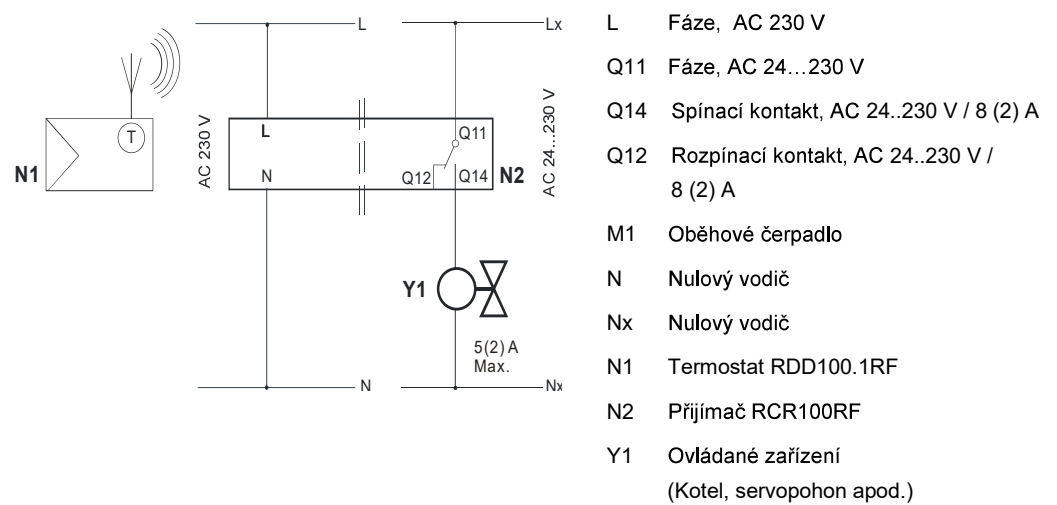 L
Lx
AC 230 V
AC 24...230 V
T
N1
L
N
Q11
Q12
Q14
N2
Y1
5(2) A
Max.
N
Nx
L Fáze, AC 230 V
Q11 Fáze, AC 24…230 V
Q14 Spínací kontakt, AC 24..230 V / 8 (2) A
Q12 Rozpínací kontakt, AC 24..230 V /
8 (2) A
M1 Oběhové čerpadlo
N Nulový vodič
Nx Nulový vodič
N1 Termostat RDD100.1RF
N2 Přijímač RCR100RF
Y1 Ovládané zařízení
(Kotel, servopohon apod.)